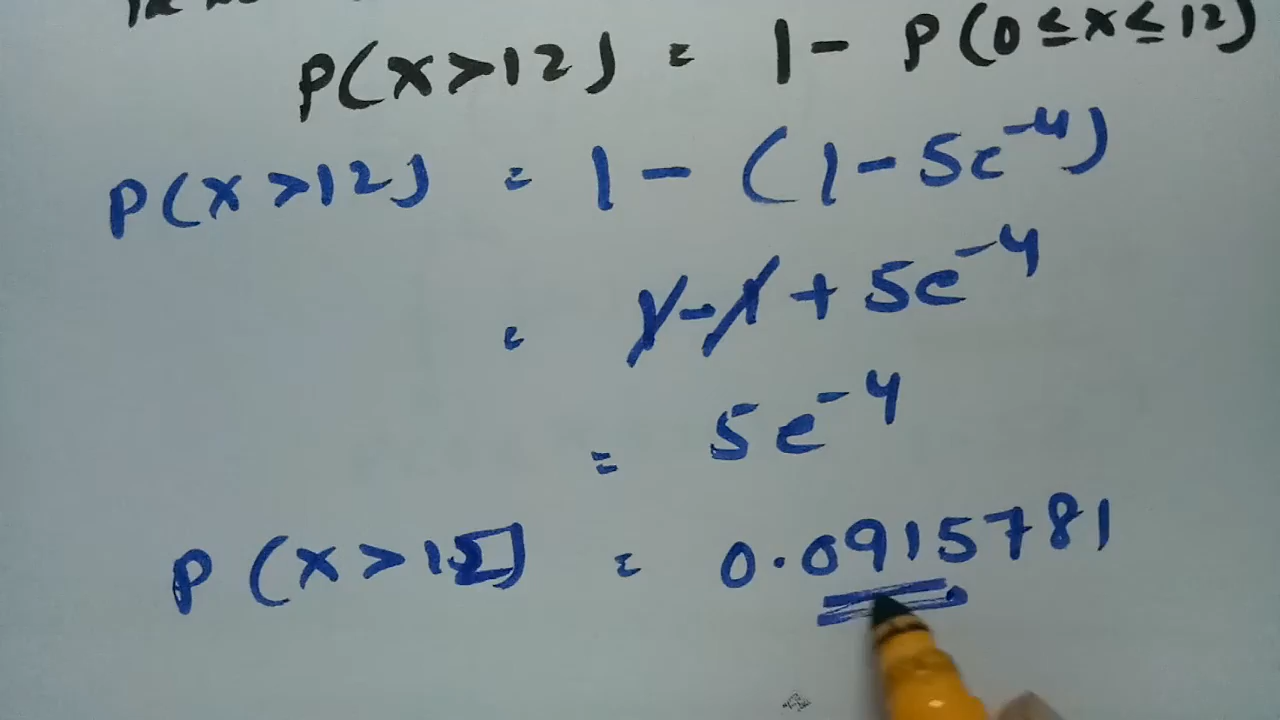 P(x>12) = 1 - P(0≤x≤12)
P(x>12) = 1 - (1 - 5e⁻⁴)
= 1 - 1 + 5e⁻⁴
= 5e⁻⁴
P(x>12) = 0.0915781